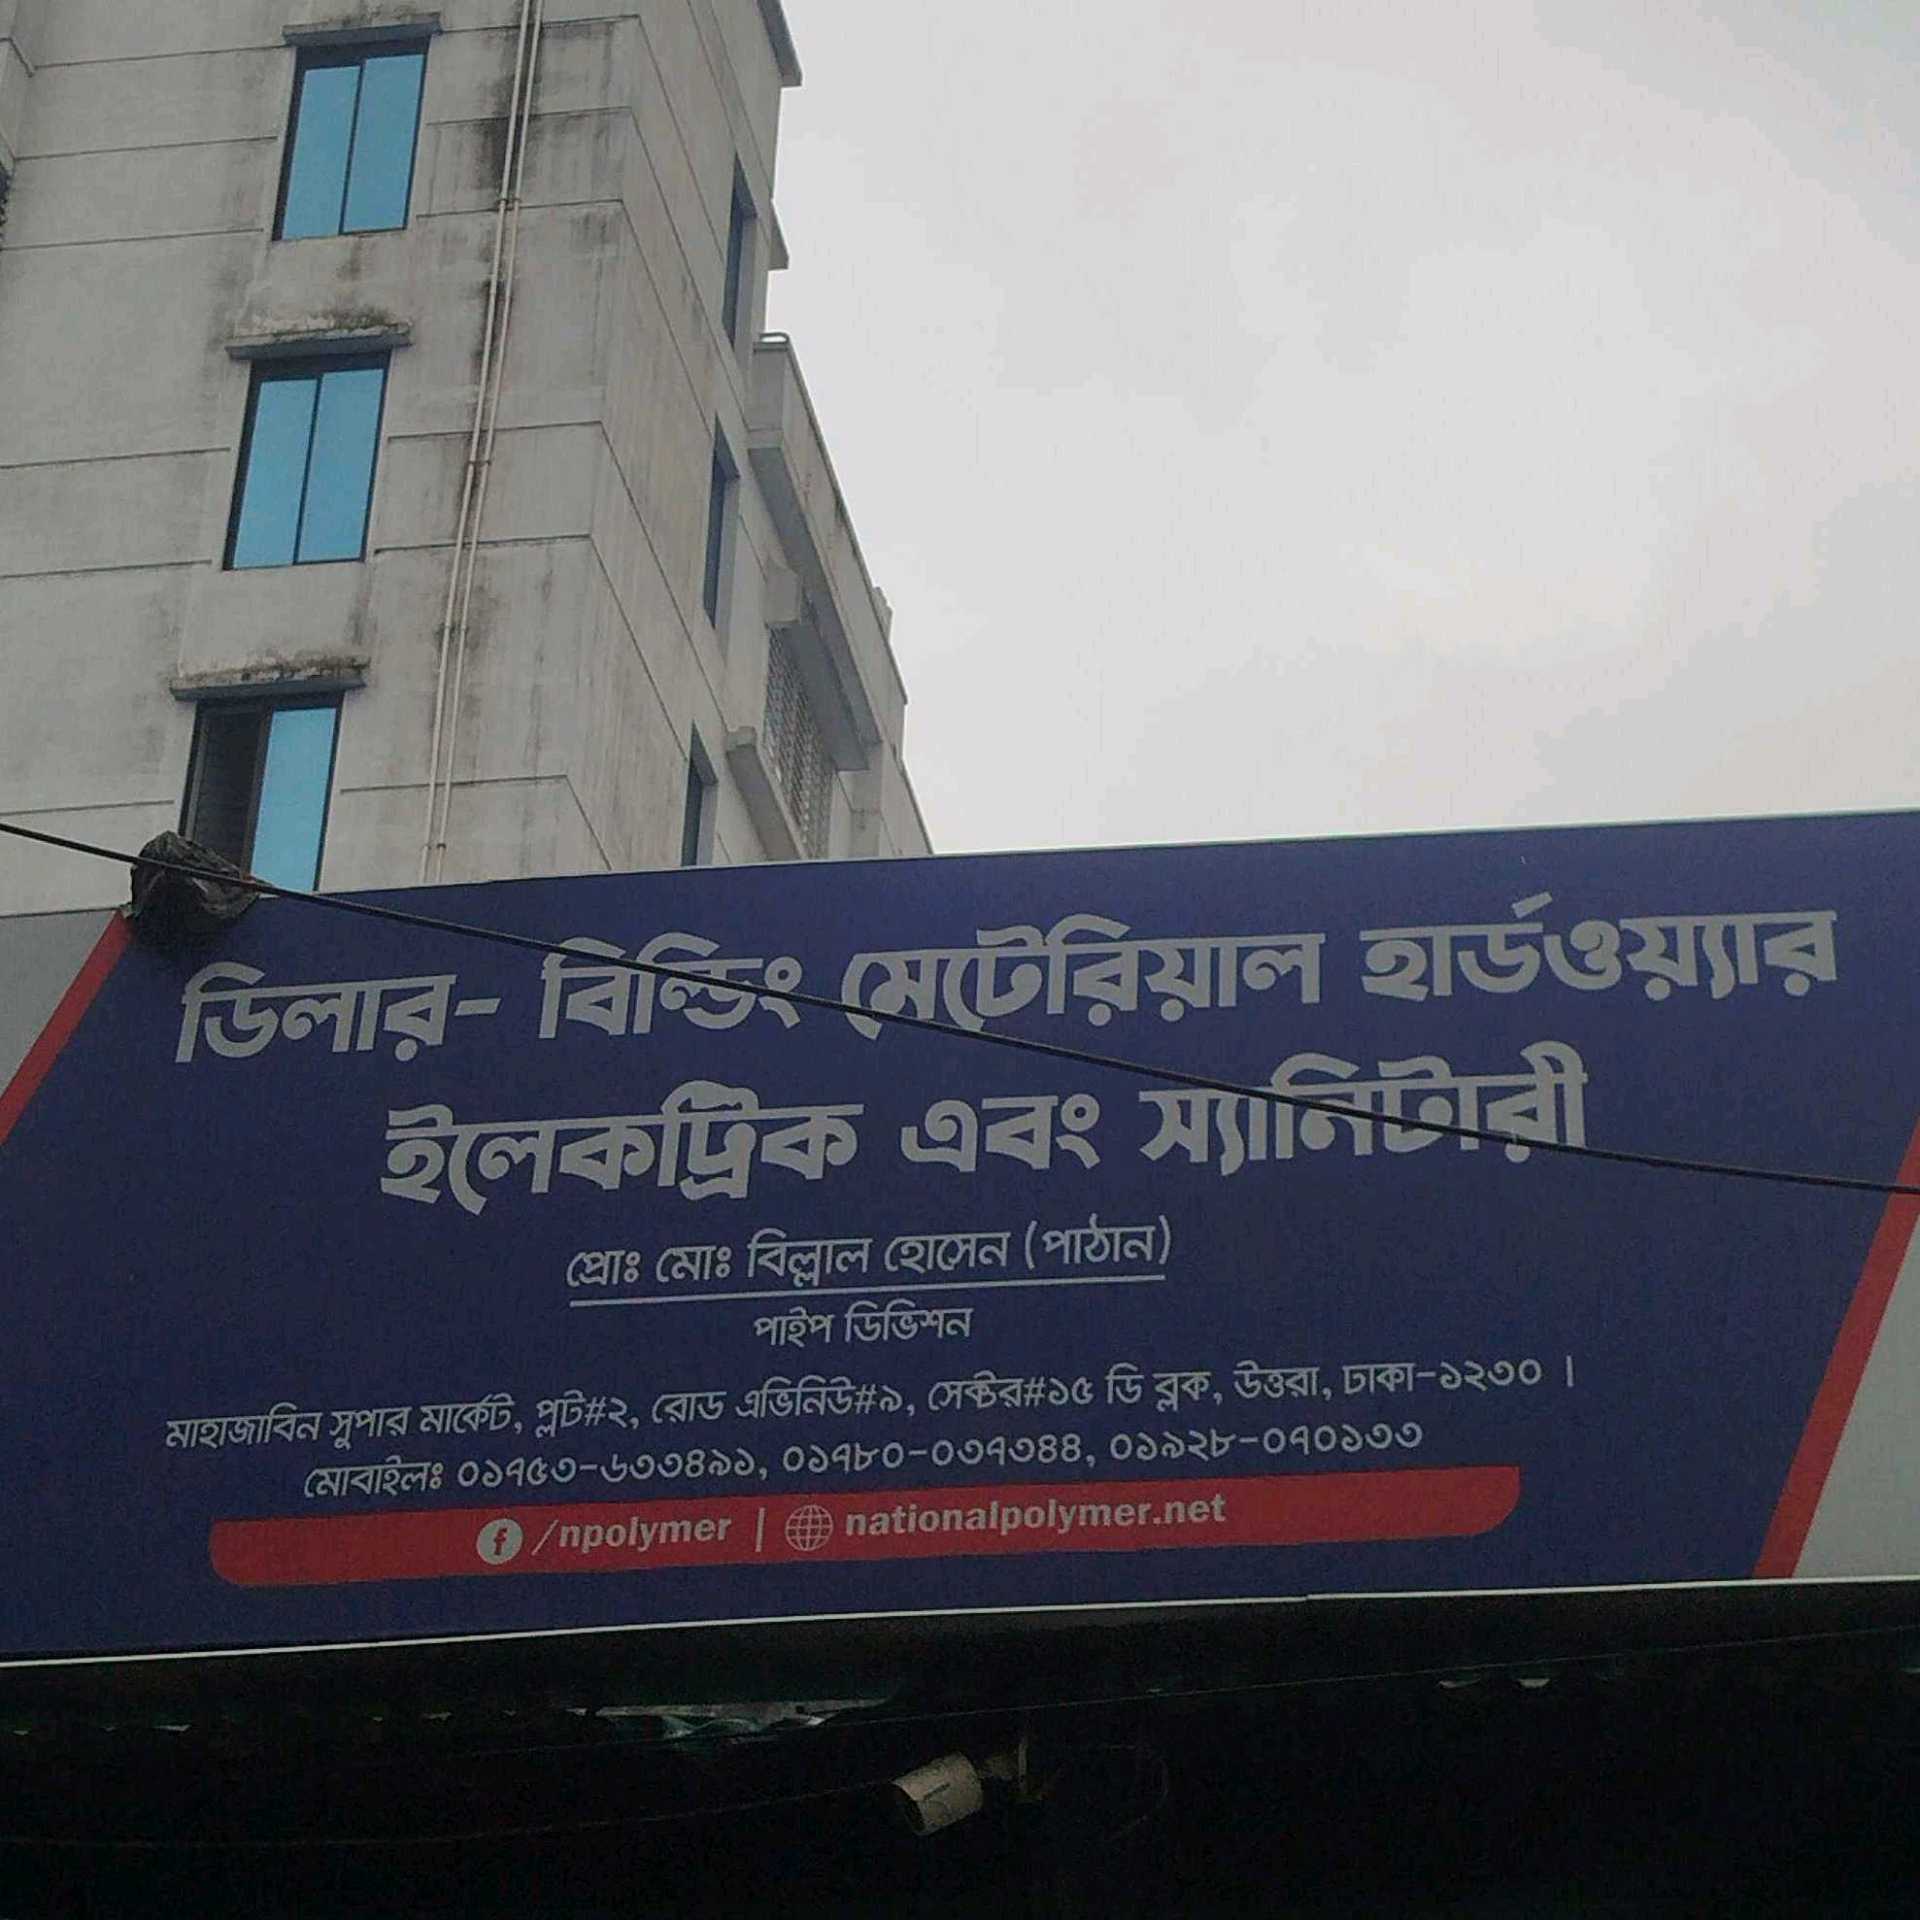 ডিলার- বিল্ডিং মেটেরিয়াল হার্ডওয়্যার
ইলেকট্রিক এবং স্যানিটারী
প্রোঃ মোঃ বিল্লাল হোসেন (পাঠান)
পাইপ ডিভিশন
মাহাজাবিন সুপার মার্কেট, প্লট#২, রোড এভিনিউ#৯, সেক্টর#১৫ ডি ব্লক, উত্তরা, ঢাকা-১২৩০ ।
মোবাইলঃ ০১৭৫৩-৬৩৩৪৯১, ০১৭৮০-০৩৭৩৪৪, ০১৯২৮-০৭০১৩৩
f /npolymer | nationalpolymer.net